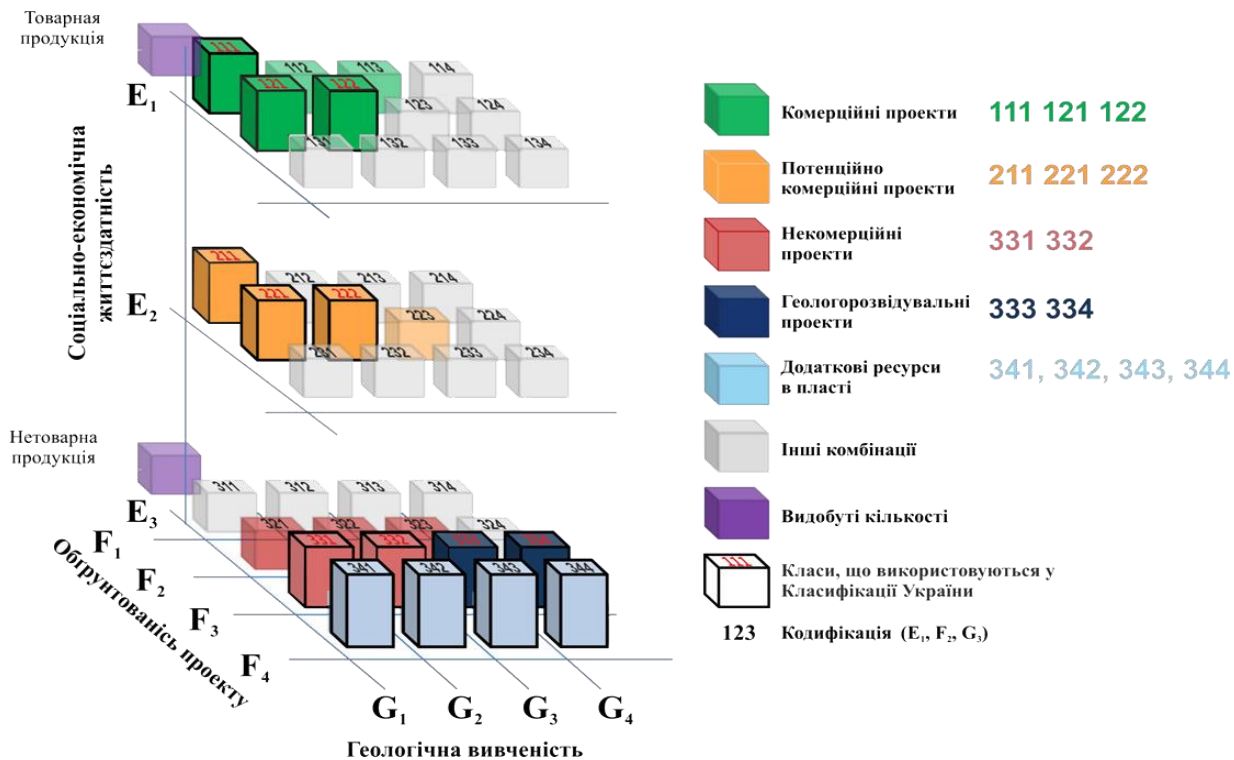 Товарная
продукція
111
112
113
114
121
122
123
124
131
132
133
134
E1
Соціально-економічна
життєздатність
211
212
213
214
221
222
223
224
231
232
233
234
E2
Нетоварна
продукція
311
312
313
314
321
322
323
324
331
332
341
342
343
344
E3
F1
F2
F3
F4
Обґрунтованісь проекту
G1
G2
G3
G4
Геологічна вивченість
Комерційні проекти 111 121 122
Потенційно
комерційні проекти 211 221 222
Некомерційні
проекти 331 332
Геологорозвідувальні
проекти 333 334
Додаткові ресурси
в пласті 341, 342, 343, 344
Інші комбінації
Видобуті кількості
111
Класи, що використовуються у
Класифікації України
123 Кодифікація (E1, F2, G3)